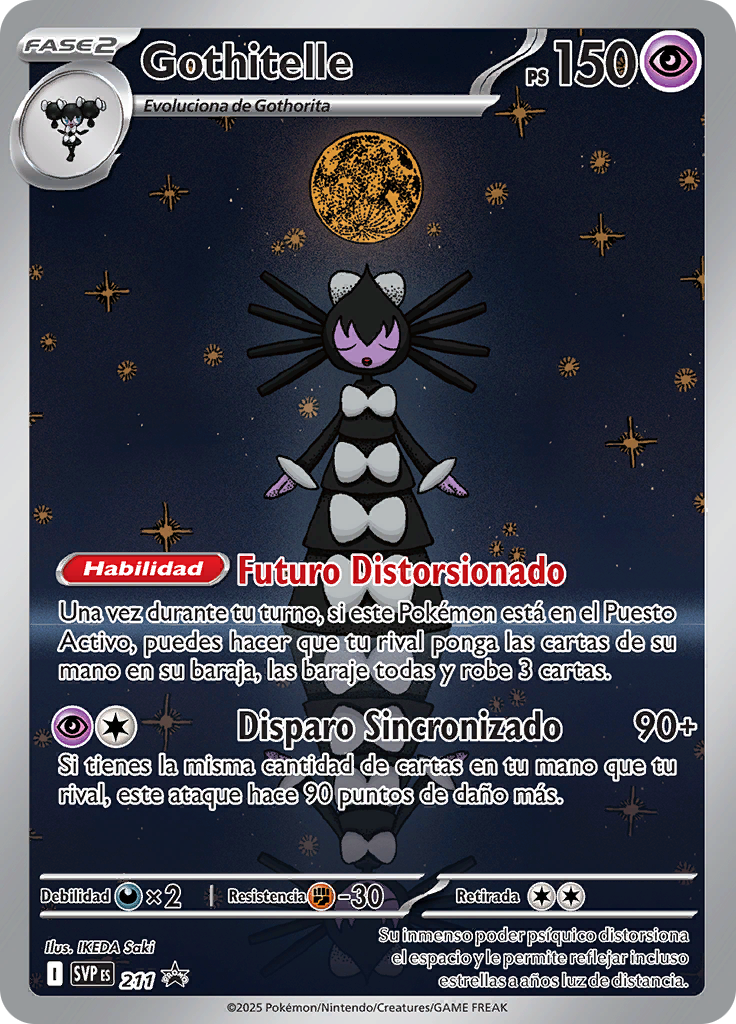 FASE 2
Gothitelle
PS 150
Evoluciona de Gothorita
Habilidad Futuro Distorsionado
Una vez durante tu turno, si este Pokémon está en el Puesto
Activo, puedes hacer que tu rival ponga las cartas de su
mano en su baraja, las baraje todas y robe 3 cartas.
Disparo Sincronizado 90+
Si tienes la misma cantidad de cartas en tu mano que tu
rival, este ataque hace 90 puntos de daño más.
Debilidad ×2 Resistencia -30 Retirada
Ilus. IKEDA Saki
Su inmenso poder psíquico distorsiona
el espacio y le permite reflejar incluso
estrellas a años luz de distancia.
I SVP ES 211
©2025 Pokémon/Nintendo/Creatures/GAME FREAK